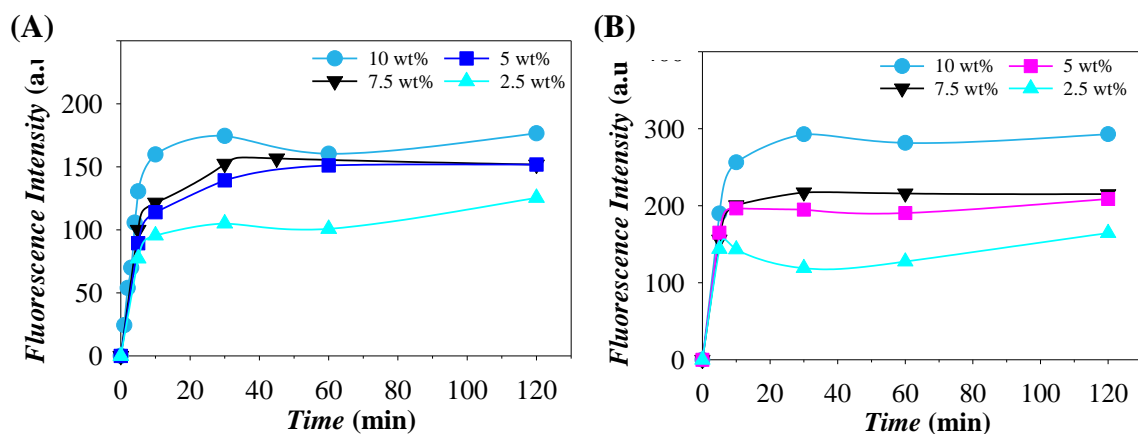 (A)
10 wt% 5 wt%
7.5 wt% 2.5 wt%
Fluorescence Intensity (a.u
200
150
100
50
0
0 20 40 60 80 100 120
Time (min)
(B)
10 wt% 5 wt%
7.5 wt% 2.5 wt%
Fluorescence Intensity (a.u
300
200
100
0
0 20 40 60 80 100 120
Time (min)